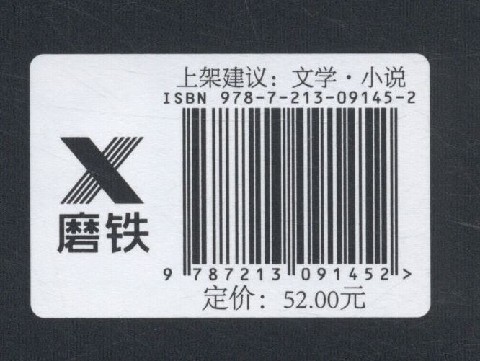 上架建议：文学·小说
ISBN 978-7-213-09145-2
磨铁
9 787213 091452 >
定价：52.00元